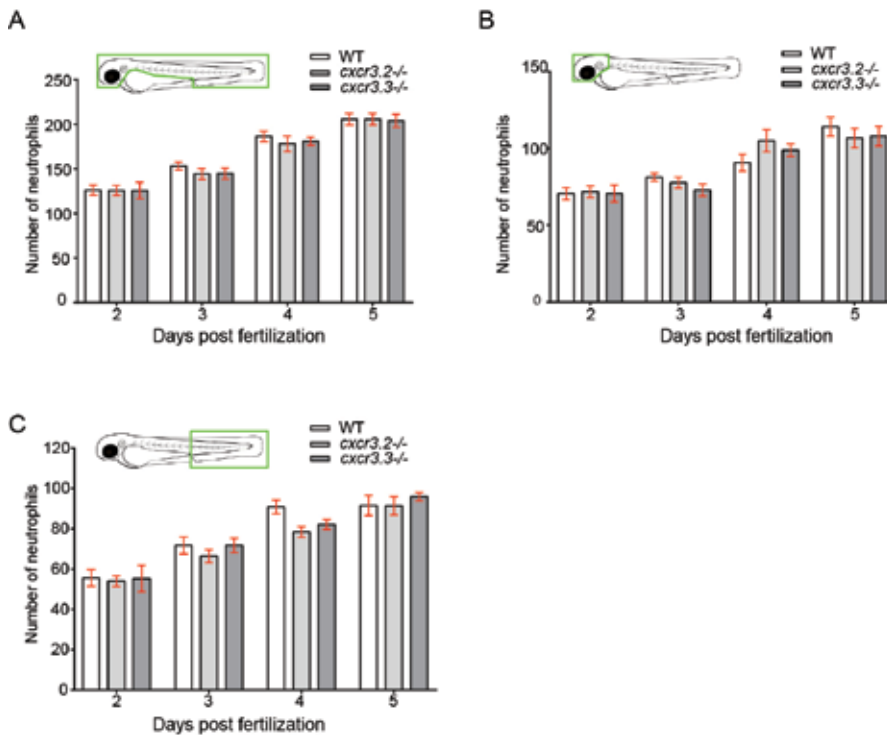 A
WT
cxcr3.2-/-
cxcr3.3-/-
250
200
150
100
50
0
Number of neutrophils
2 3 4 5
Days post fertilization
B
WT
cxcr3.2-/-
cxcr3.3-/-
150
100
50
0
Number of neutrophils
2 3 4 5
Days post fertilization
C
WT
cxcr3.2-/-
cxcr3.3-/-
120
100
80
60
40
20
0
Number of neutrophils
2 3 4 5
Days post fertilization